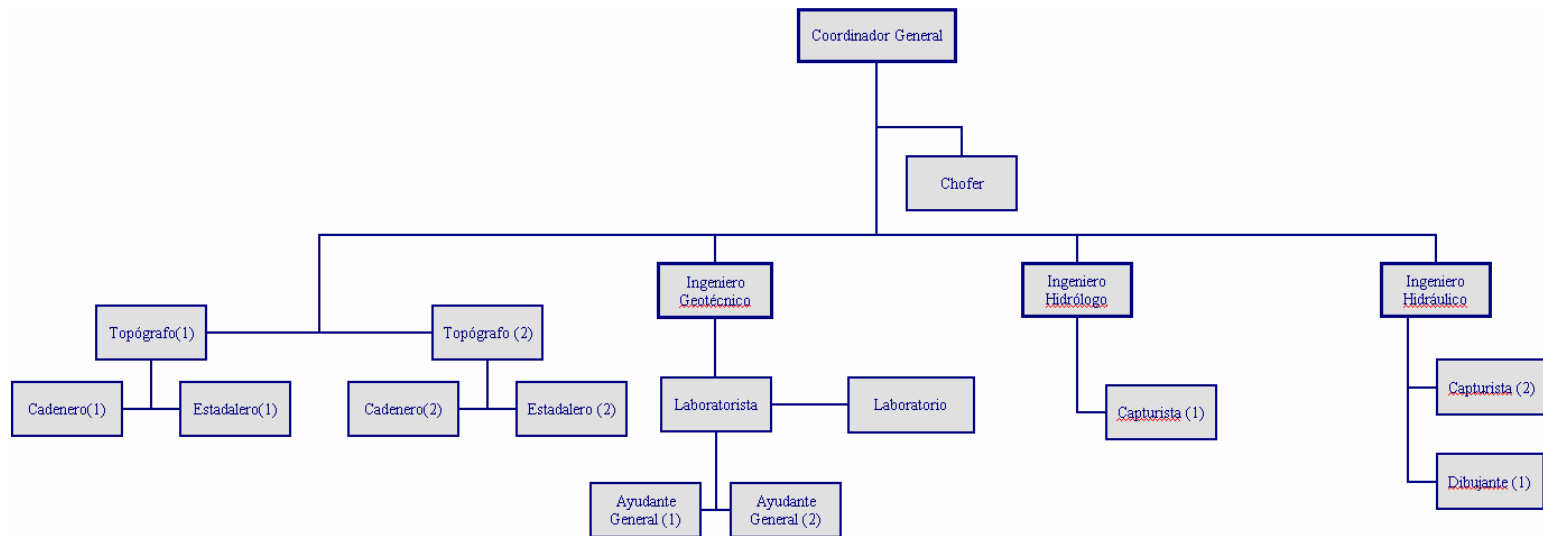 Coordinador General
Chofer
Ingeniero
Geotécnico
Ingeniero
Hidrólogo
Ingeniero
Hidráulico
Topógrafo(1)
Topógrafo (2)
Cadenero(1)
Estadalero(1)
Cadenero(2)
Estadalero (2)
Laboratorista
Laboratorio
Capturista (1)
Capturista (2)
Dibujante (1)
Ayudante
General (1)
Ayudante
General (2)